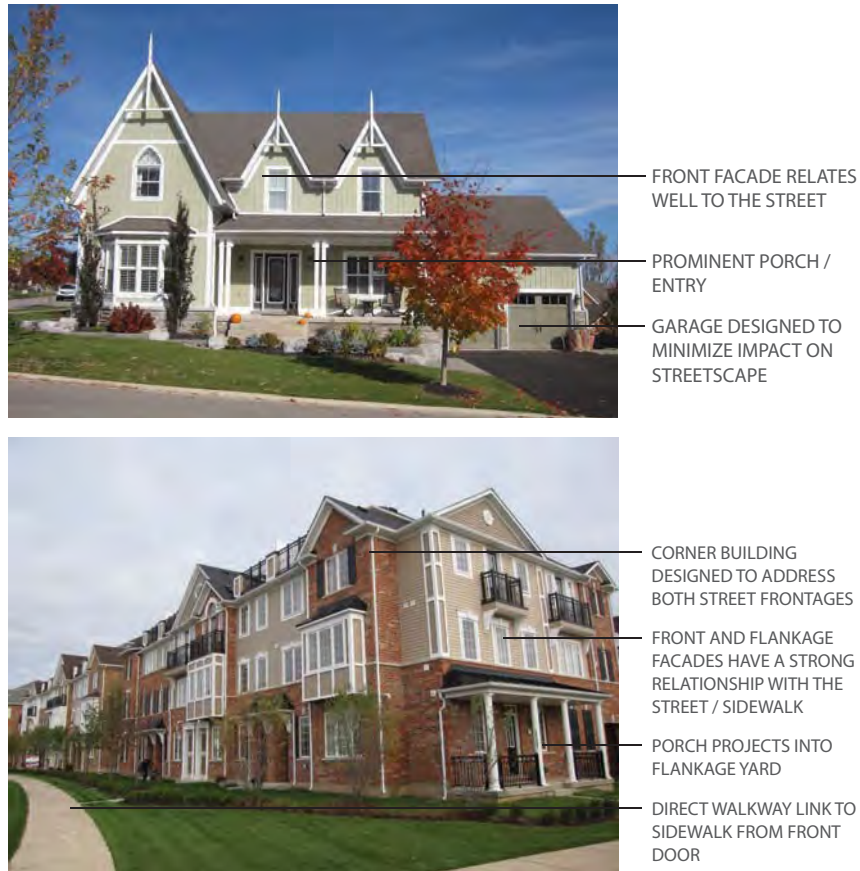 FRONT FACADE RELATES
WELL TO THE STREET
PROMINENT PORCH /
ENTRY
GARAGE DESIGNED TO
MINIMIZE IMPACT ON
STREETSCAPE
CORNER BUILDING
DESIGNED TO ADDRESS
BOTH STREET FRONTAGES
FRONT AND FLANKAGE
FACADES HAVE A STRONG
RELATIONSHIP WITH THE
STREET / SIDEWALK
PORCH PROJECTS INTO
FLANKAGE YARD
DIRECT WALKWAY LINK TO
SIDEWALK FROM FRONT
DOOR